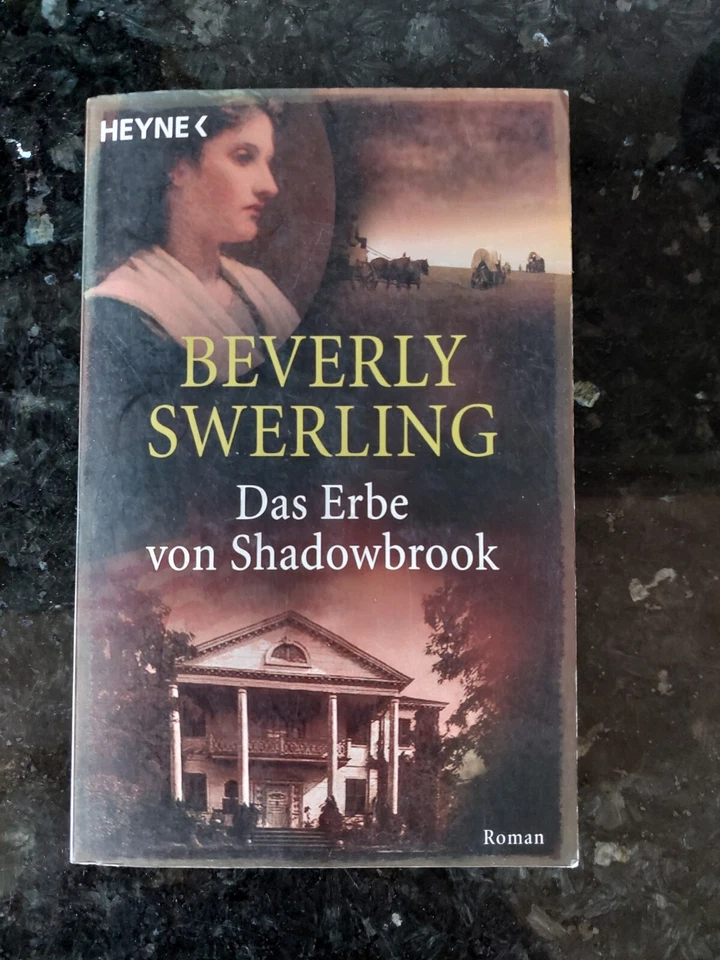 HEYNE
BEVERLY
SWERLING
Das Erbe
von Shadowbrook
Roman